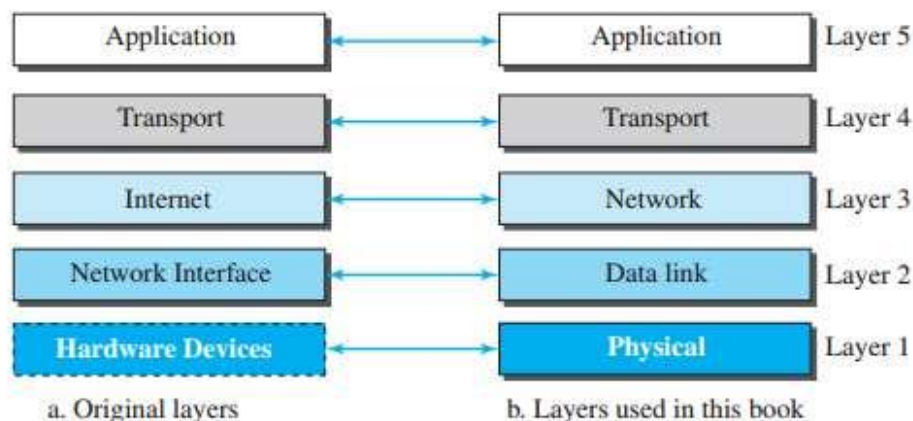 Application Application Layer 5
Transport Transport Layer 4
Internet Network Layer 3
Network Interface Data link Layer 2
Hardware Devices Physical Layer 1
a. Original layers b. Layers used in this book